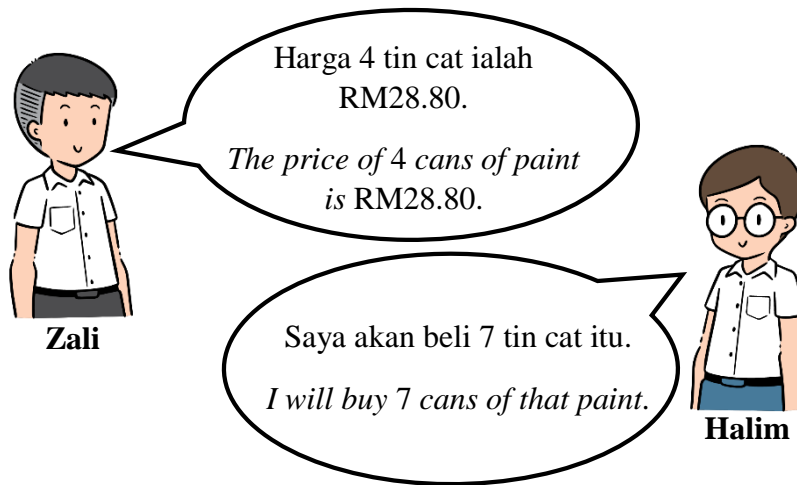 Harga 4 tin cat ialah
RM28.80.
The price of 4 cans of paint
is RM28.80.
Zali
Saya akan beli 7 tin cat itu.
I will buy 7 cans of that paint.
Halim